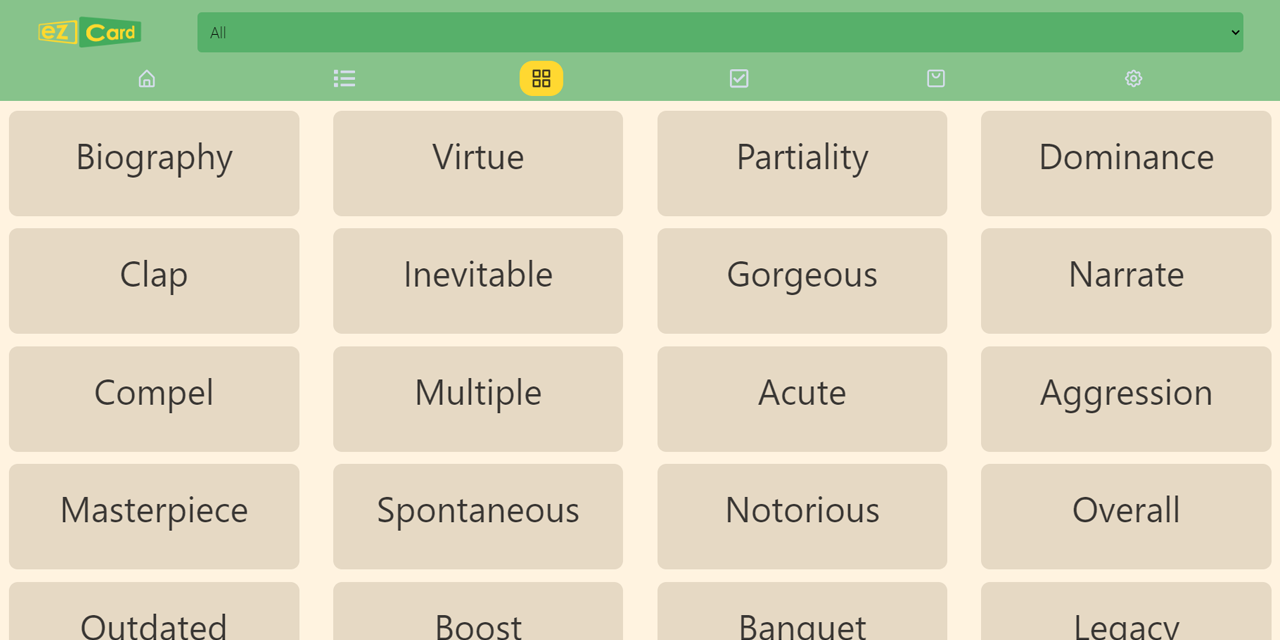 ez Card
All
Biography Virtue Partiality Dominance
Clap Inevitable Gorgeous Narrate
Compel Multiple Acute Aggression
Masterpiece Spontaneous Notorious Overall
Outdated Boost Banquet Legacy